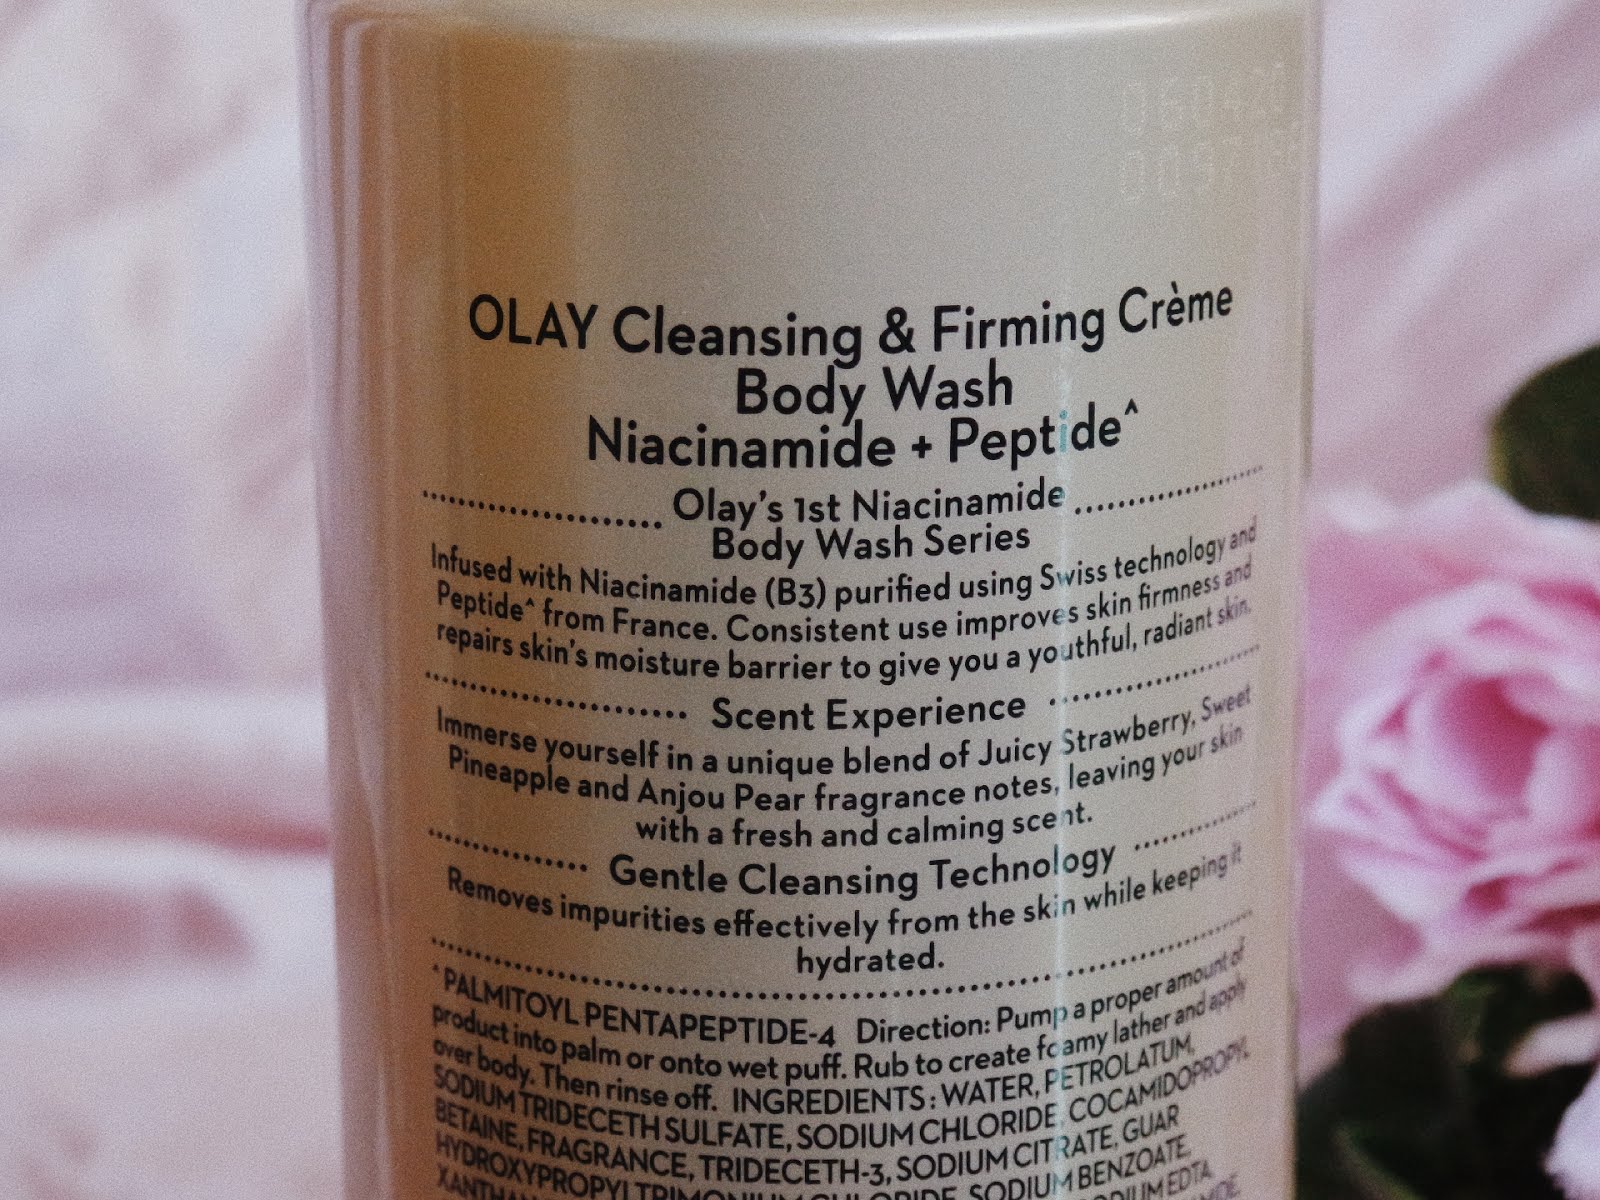 060420
0097
OLAY Cleansing & Firming Crème
Body Wash
Niacinamide + Peptide^
Olay's 1st Niacinamide
Body Wash Series
Infused with Niacinamide (B3) purified using Swiss technology and
Peptide^ from France. Consistent use improves skin firmness and
repairs skin's moisture barrier to give you a youthful, radiant skin.
Scent Experience
Immerse yourself in a unique blend of Juicy Strawberry, Sweet
Pineapple and Anjou Pear fragrance notes, leaving your skin
with a fresh and calming scent.
Gentle Cleansing Technology
Removes impurities effectively from the skin while keeping it
hydrated.
^PALMITOYL PENTAPEPTIDE-4 Direction: Pump a proper amount of
product into palm or onto wet puff. Rub to create foamy lather and apply
over body. Then rinse off. INGREDIENTS: WATER, PETROLATUM,
SODIUM TRIDECETH SULFATE, SODIUM CHLORIDE, COCAMIDOPROPYL
BETAINE, FRAGRANCE, TRIDECETH-3, SODIUM CITRATE, GUAR
HYDROXYPROPYLTRIMONIUM CHLORIDE, SODIUM BENZOATE,
EDTA,